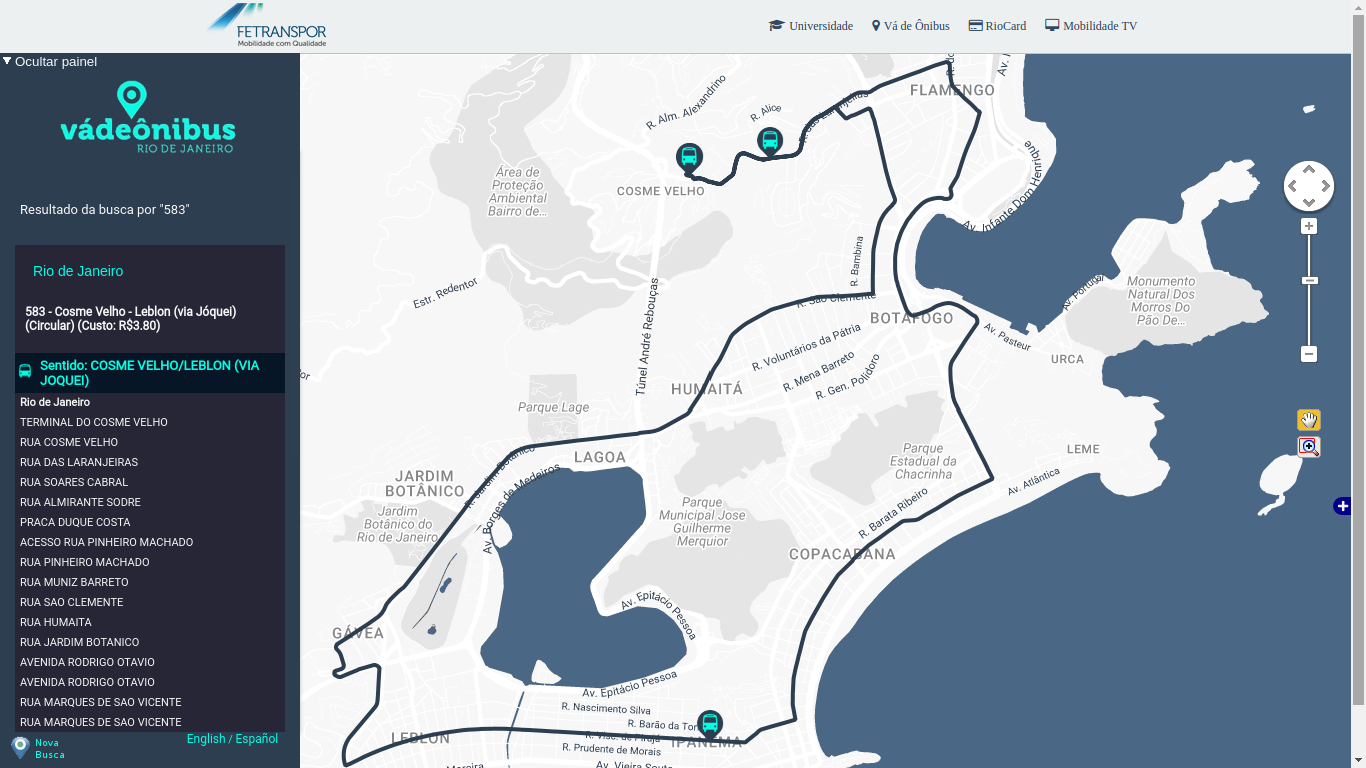 FETRANSPOR
Mobilidade com Qualidade
Universidade
Vá de Ônibus
RioCard
Mobilidade TV
Ocultar painel
vádeônibus
RIO DE JANEIRO
Resultado da busca por "583"
Rio de Janeiro
583 - Cosme Velho - Leblon (via Jóquei)
(Circular) (Custo: R$3.80)
Sentido: COSME VELHO/LEBLON (VIA
JOQUEI)
Rio de Janeiro
TERMINAL DO COSME VELHO
RUA COSME VELHO
RUA DAS LARANJEIRAS
RUA SOARES CABRAL
RUA ALMIRANTE SODRE
PRACA DUQUE COSTA
ACESSO RUA PINHEIRO MACHADO
RUA PINHEIRO MACHADO
RUA MUNIZ BARRETO
RUA SAO CLEMENTE
RUA HUMAITA
RUA JARDIM BOTANICO
AVENIDA RODRIGO OTAVIO
AVENIDA RODRIGO OTAVIO
RUA MARQUES DE SAO VICENTE
RUA MARQUES DE SAO VICENTE
Nova
Busca
English / Español
FLAMENGO
R. Alm. Alexandrino
R. Alice
R. das Laranjeiras
Av. Infante Dom Henrique
Área de
Proteção
Ambiental
Bairro de...
COSME VELHO
Estr. Redentor
R. Bambina
R. São Clemente
BOTAFOGO
Av. Portugal
Monumento
Natural Dos
Morros Do
Pão De...
Av. Pasteur
URCA
Túnel André Rebouças
R. Voluntários da Pátria
R. Mena Barreto
R. Gen. Polidoro
HUMAITÁ
Parque Lage
LAGOA
Parque
Estadual da
Chacrinha
LEME
Av. Atlântica
JARDIM
BOTÂNICO
R. Jardim Botânico
Av. Borges de Medeiros
Jardim
Botânico do
Rio de Janeiro
Parque
Municipal Jose
Guilherme
Merquior
R. Barata Ribeiro
COPACABANA
Av. Epitácio Pessoa
GÁVEA
Av. Epitácio Pessoa
R. Nascimento Silva
R. Barão da Tor
R. Visc. de Pirajá
IPANEMA
LEBLON
R. Prudente de Morais
Av. Vieira Souto